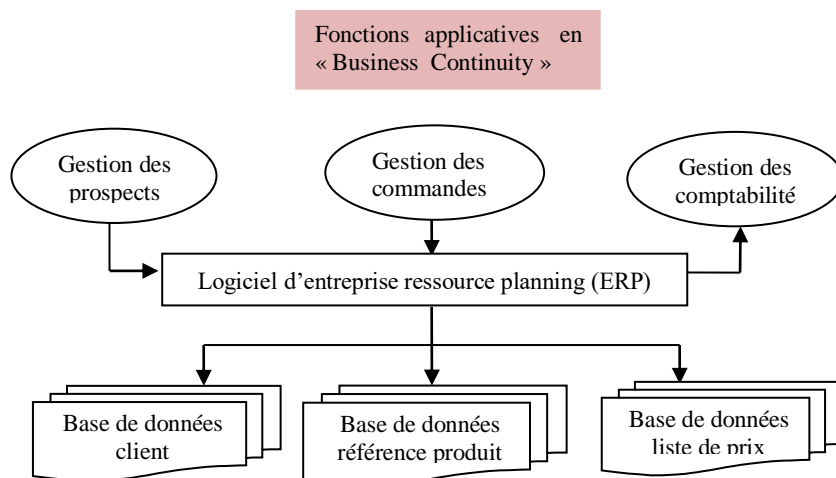 Fonctions applicatives en
« Business Continuity »
Gestion des
prospects
Gestion des
commandes
Gestion des
comptabilité
Logiciel d'entreprise ressource planning (ERP)
Base de données
client
Base de données
référence produit
Base de données
liste de prix